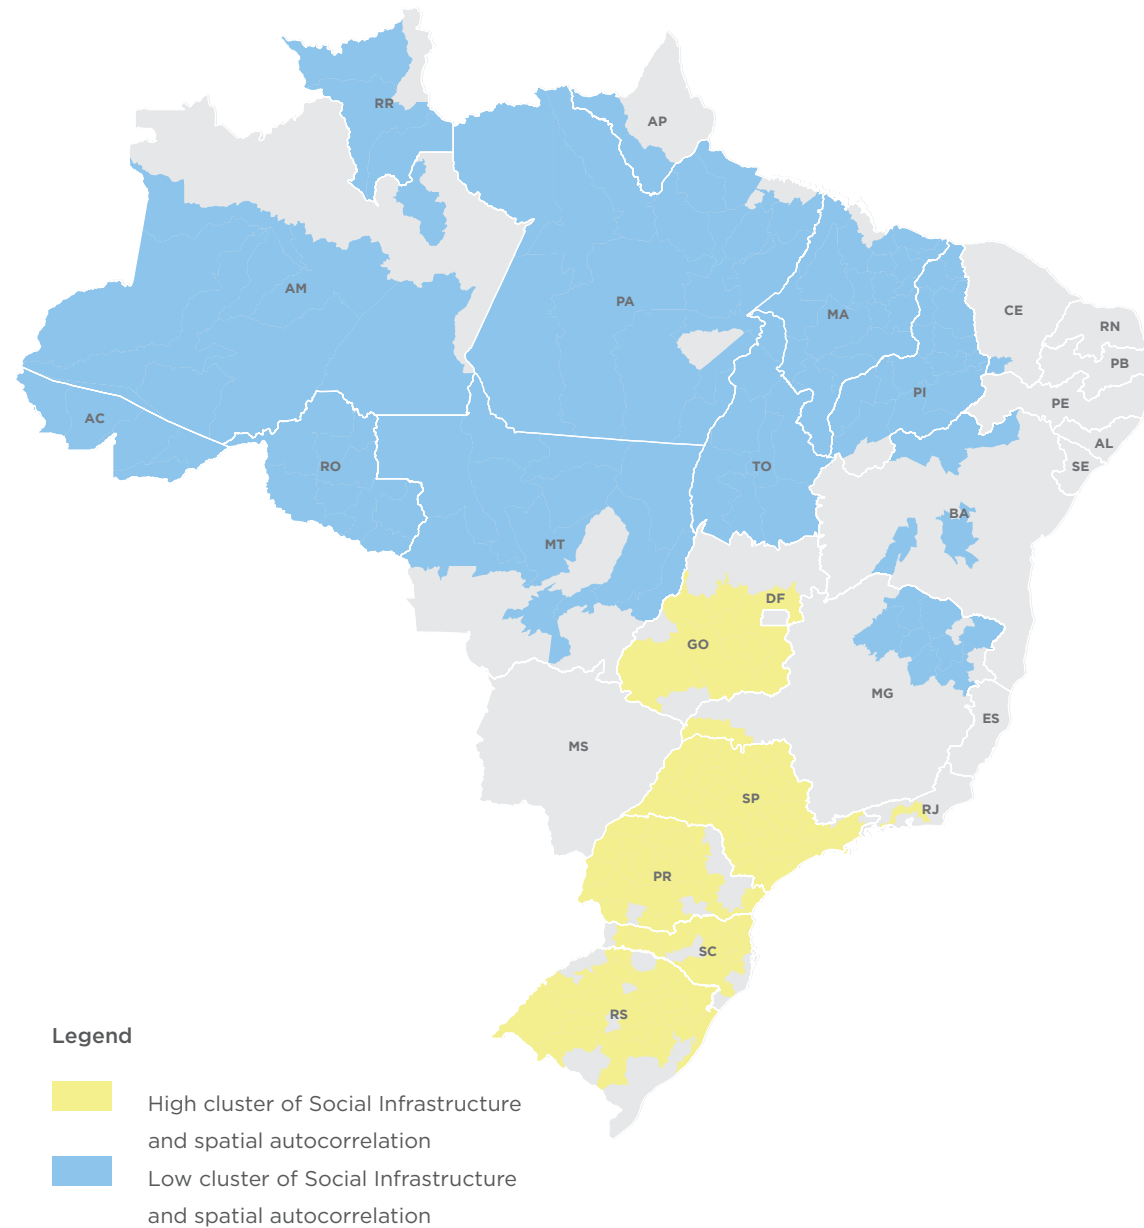 RR
AP
AM
PA
MA
CE
RN
PB
PI
PE
AC
AL
RO
TO
SE
BA
MT
DF
GO
MG
ES
MS
SP
RJ
PR
SC
RS
Legend
High cluster of Social Infrastructure
and spatial autocorrelation
Low cluster of Social Infrastructure
and spatial autocorrelation